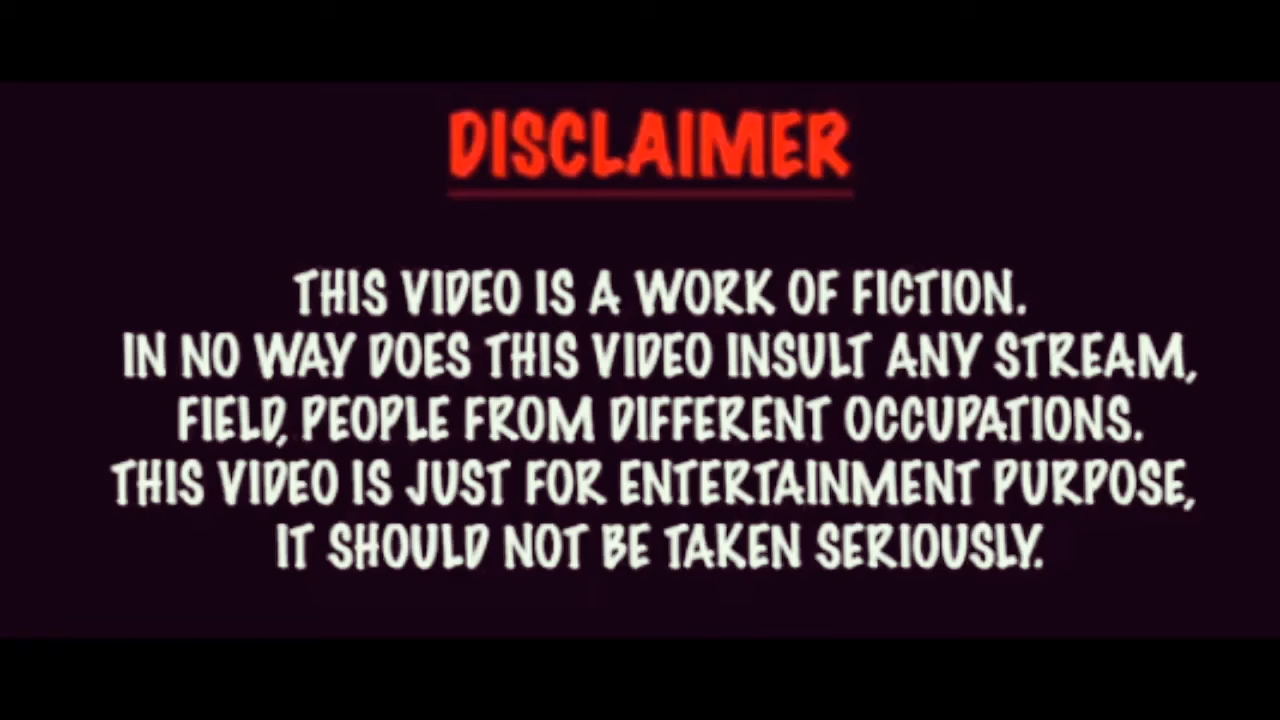 DISCLAIMER
THIS VIDEO IS A WORK OF FICTION.
IN NO WAY DOES THIS VIDEO INSULT ANY STREAM,
FIELD, PEOPLE FROM DIFFERENT OCCUPATIONS.
THIS VIDEO IS JUST FOR ENTERTAINMENT PURPOSE,
IT SHOULD NOT BE TAKEN SERIOUSLY.